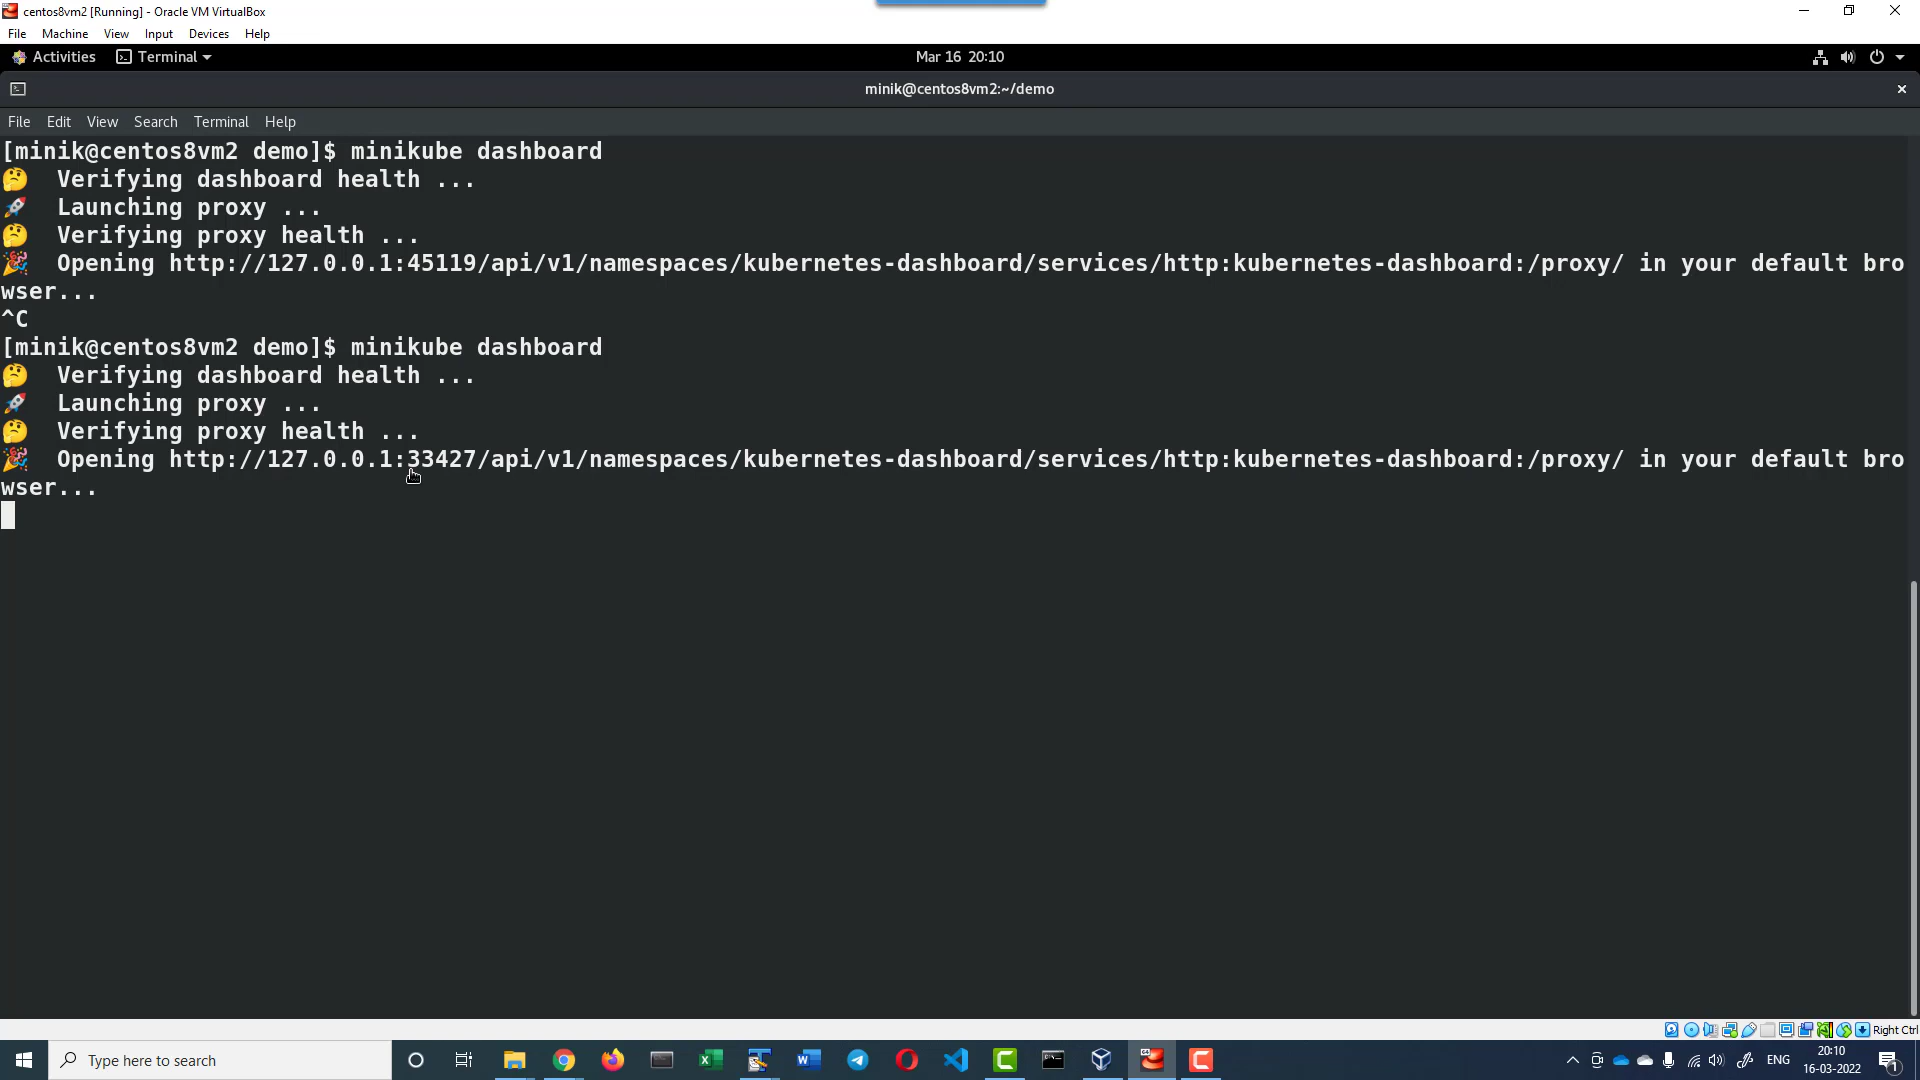 centos8vm2 [Running] - Oracle VM VirtualBox
File Machine View Input Devices Help
Activities Terminal Mar 16 20:10
minik@centos8vm2:~/demo
File Edit View Search Terminal Help
[minik@centos8vm2 demo]$ minikube dashboard
🤔 Verifying dashboard health ...
🚀 Launching proxy ...
🤔 Verifying proxy health ...
🎉 Opening http://127.0.0.1:45119/api/v1/namespaces/kubernetes-dashboard/services/http:kubernetes-dashboard:/proxy/ in your default bro
wser...
^C
[minik@centos8vm2 demo]$ minikube dashboard
🤔 Verifying dashboard health ...
🚀 Launching proxy ...
🤔 Verifying proxy health ...
🎉 Opening http://127.0.0.1:33427/api/v1/namespaces/kubernetes-dashboard/services/http:kubernetes-dashboard:/proxy/ in your default bro
wser...
Right Ctrl
Type here to search
ENG
20:10
16-03-2022
1